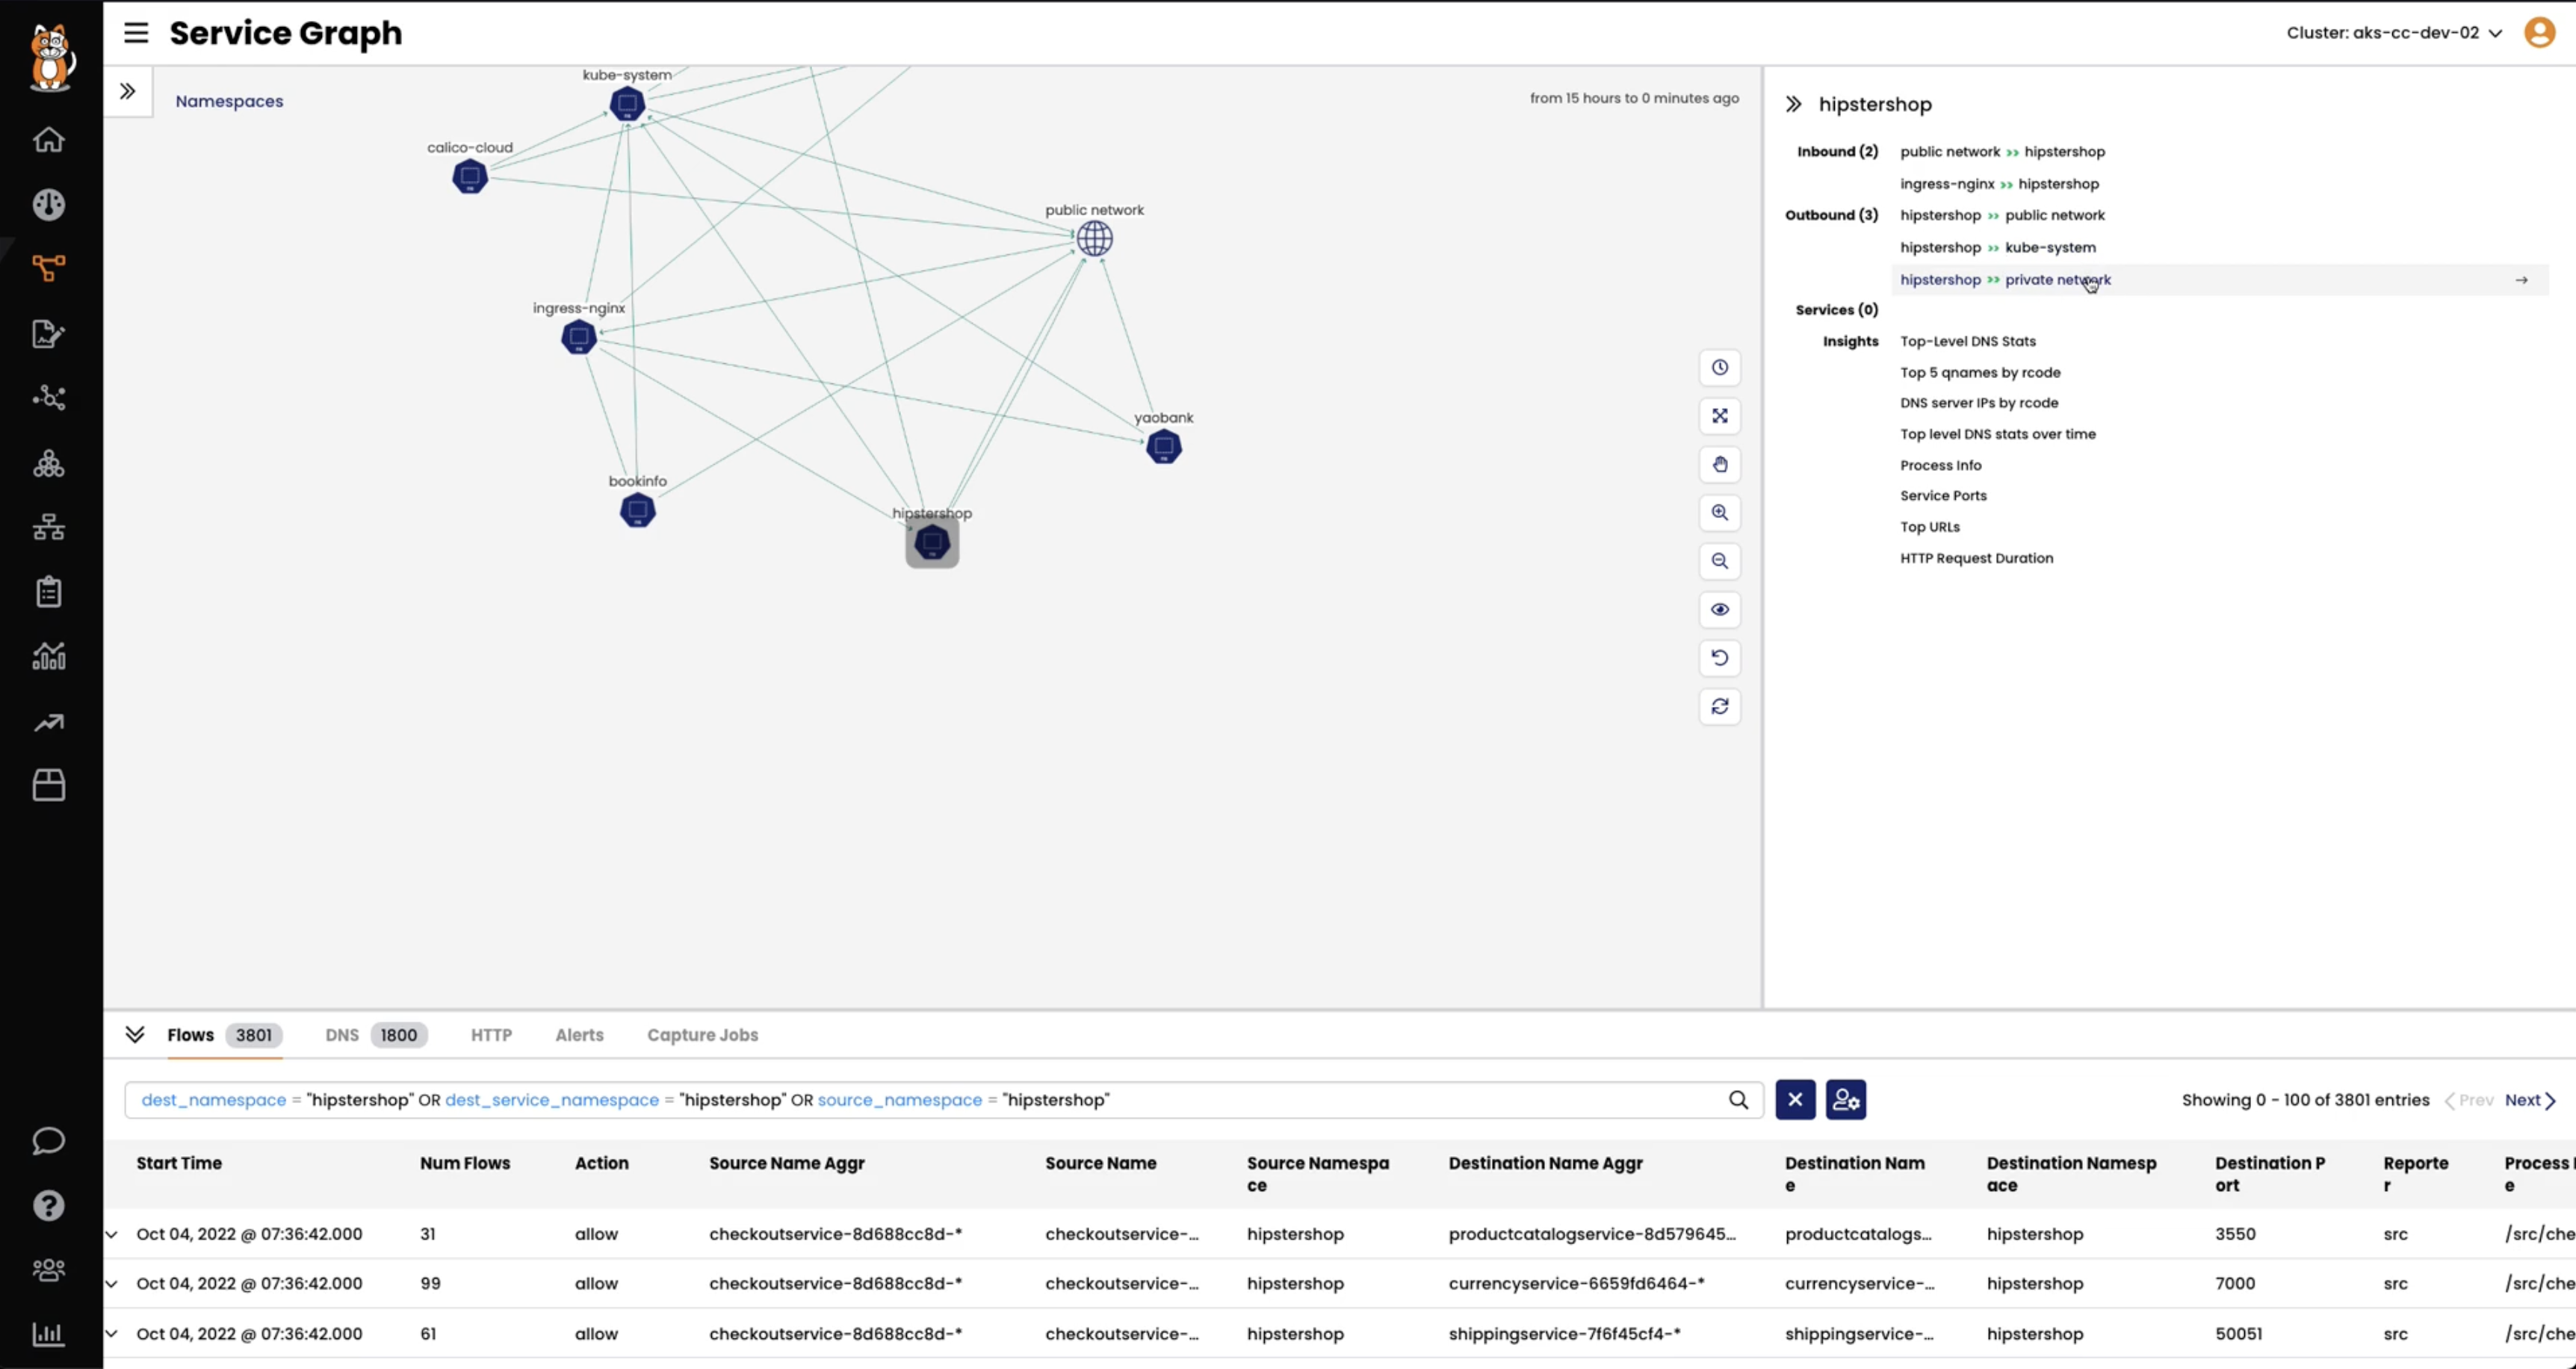 Service Graph
Cluster: aks-cc-dev-02
Namespaces
from 15 hours to 0 minutes ago
kube-system
calico-cloud
public network
ingress-nginx
yaobank
bookinfo
hipstershop
hipstershop
Inbound (2) public network >> hipstershop
ingress-nginx >> hipstershop
Outbound (3) hipstershop >> public network
hipstershop >> kube-system
hipstershop >> private network →
Services (0)
Insights Top-Level DNS Stats
Top 5 qnames by rcode
DNS server IPs by rcode
Top level DNS stats over time
Process Info
Service Ports
Top URLs
HTTP Request Duration
Flows 3801 DNS 1800 HTTP Alerts Capture Jobs
dest_namespace = "hipstershop" OR dest_service_namespace = "hipstershop" OR source_namespace = "hipstershop"
Showing 0 - 100 of 3801 entries Prev Next
Start Time Num Flows Action Source Name Aggr Source Name Source Namespa Destination Name Aggr Destination Nam Destination Namesp Destination P Reporte Process
ce e ace ort r e
Oct 04, 2022 @ 07:36:42.000 31 allow checkoutservice-8d688cc8d-* checkoutservice-... hipstershop productcatalogservice-8d579645... productcatalogs... hipstershop 3550 src /src/che
Oct 04, 2022 @ 07:36:42.000 99 allow checkoutservice-8d688cc8d-* checkoutservice-... hipstershop currencyservice-6659fd6464-* currencyservice-... hipstershop 7000 src /src/che
Oct 04, 2022 @ 07:36:42.000 61 allow checkoutservice-8d688cc8d-* checkoutservice-... hipstershop shippingservice-7f6f45cf4-* shippingservice-... hipstershop 50051 src /src/che